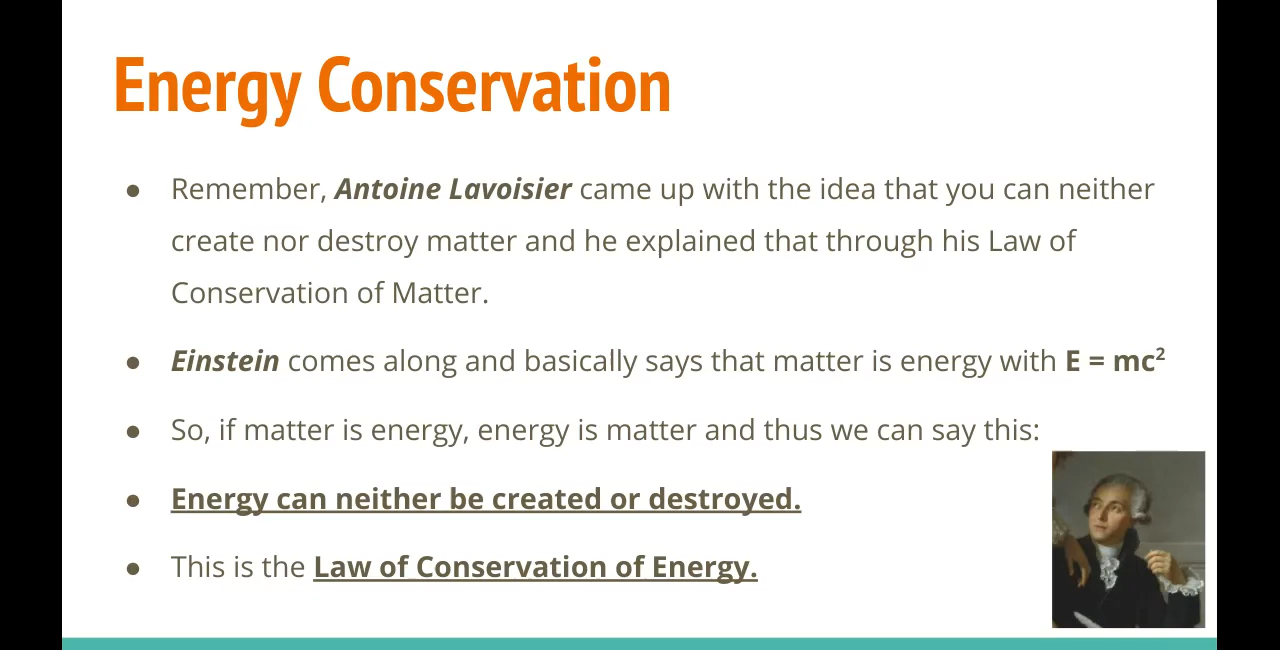 Energy Conservation
● Remember, Antoine Lavoisier came up with the idea that you can neither
create nor destroy matter and he explained that through his Law of
Conservation of Matter.
● Einstein comes along and basically says that matter is energy with E = mc²
● So, if matter is energy, energy is matter and thus we can say this:
● Energy can neither be created or destroyed.
● This is the Law of Conservation of Energy.